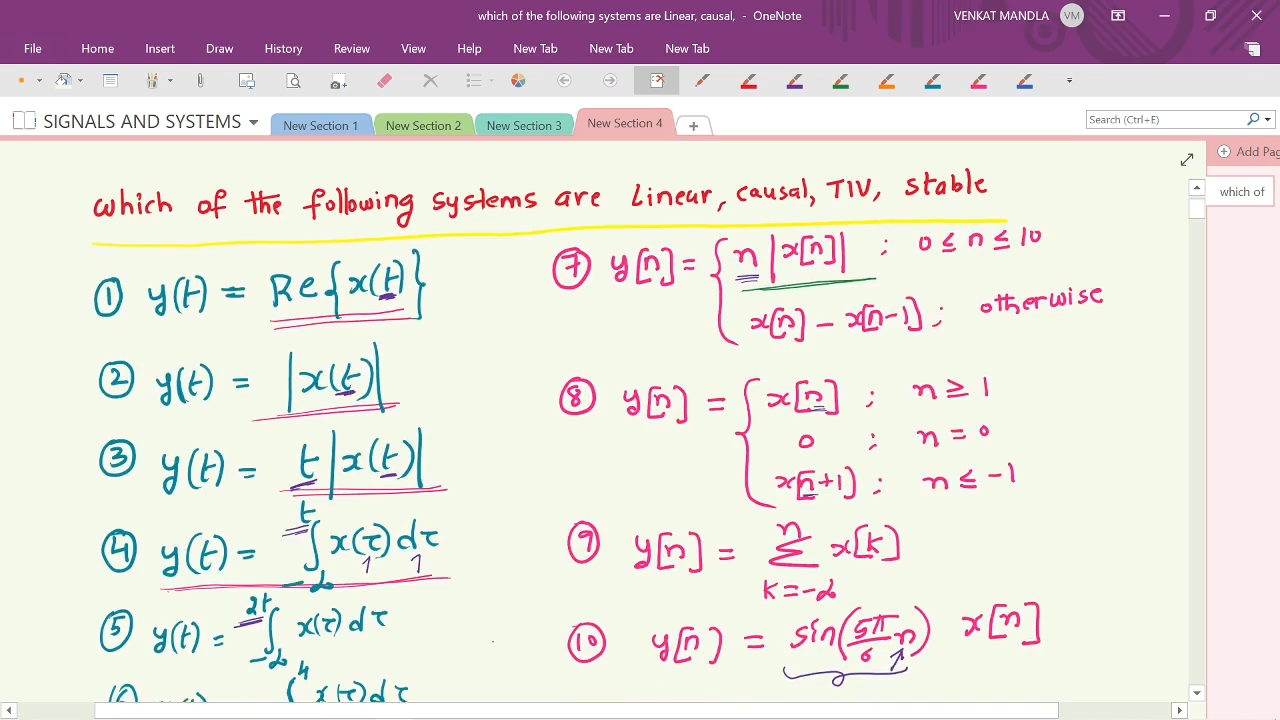 which of the following systems are Linear, causal, - OneNote
VENKAT MANDLA VM
File Home Insert Draw History Review View Help New Tab New Tab New Tab
SIGNALS AND SYSTEMS New Section 1 New Section 2 New Section 3 New Section 4
Search (Ctrl+E)
Add Pag
which of
which of the following systems are Linear, causal, TIV, stable
① y(t) = Re{x(t)}
② y(t) = |x(t)|
③ y(t) = t|x(t)|
④ y(t) = ∫_{-∞}^{t} x(τ) dτ
1 1
⑤ y(t) = ∫_{-∞}^{2t} x(τ) dτ
⑦ y[n] = { n|x[n]| ; 0 ≤ n ≤ 10
x[n] - x[n-1] ; otherwise
⑧ y[n] = { x[n] ; n ≥ 1
0 ; n = 0
x[n+1] ; n ≤ -1
⑨ y[n] = Σ_{k=-∞}^{n} x[k]
⑩ y[n] = sin(5π/6 n) x[n]